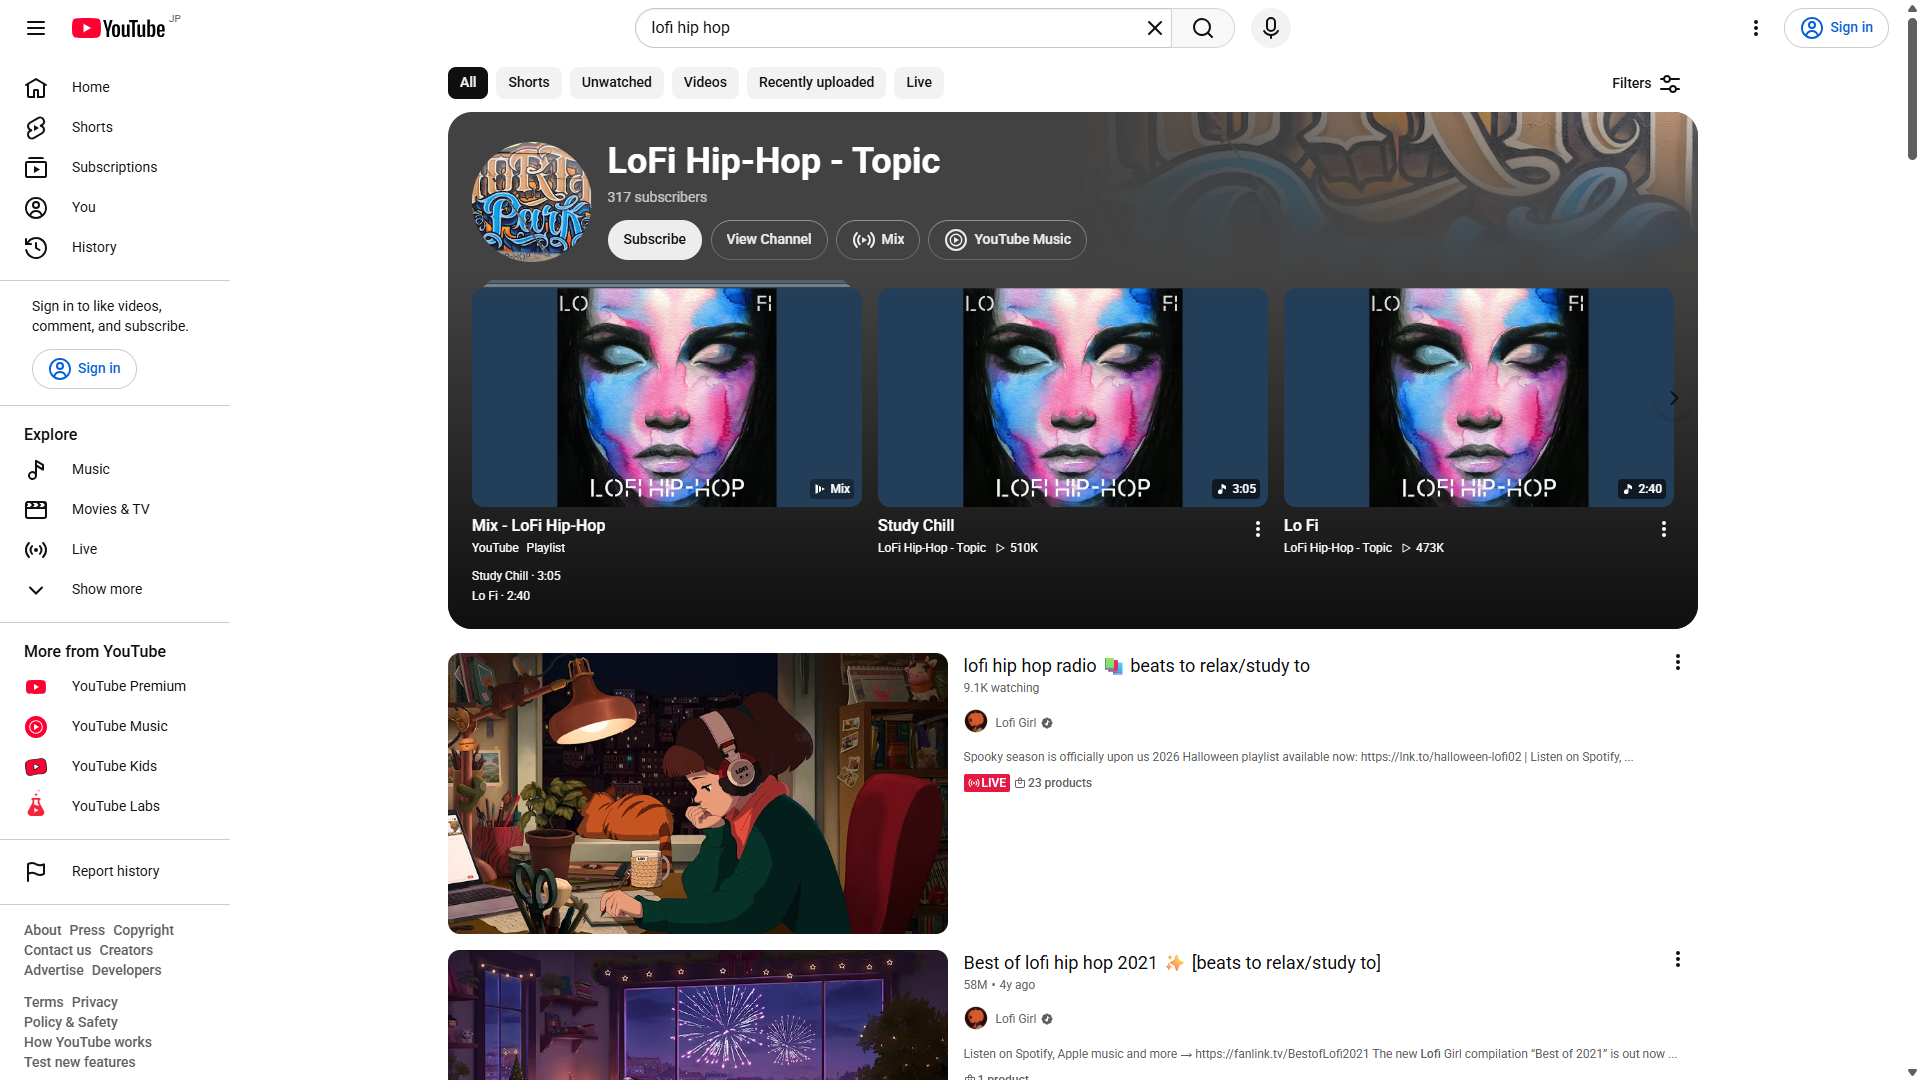 YouTube JP
lofi hip hop
Sign in
Home
Shorts
Subscriptions
You
History
Sign in to like videos,
comment, and subscribe.
Sign in
Explore
Music
Movies & TV
Live
Show more
More from YouTube
YouTube Premium
YouTube Music
YouTube Kids
YouTube Labs
Report history
About Press Copyright
Contact us Creators
Advertise Developers
Terms Privacy
Policy & Safety
How YouTube works
Test new features
All Shorts Unwatched Videos Recently uploaded Live
Filters
LoFi Hip-Hop - Topic
317 subscribers
Subscribe View Channel Mix YouTube Music
Park
LO FI
LOFI HIP-HOP
Mix
Mix - LoFi Hip-Hop
YouTube Playlist
Study Chill · 3:05
Lo Fi · 2:40
LO FI
LOFI HIP-HOP
3:05
Study Chill
LoFi Hip-Hop - Topic 510K
LO FI
LOFI HIP-HOP
2:40
Lo Fi
LoFi Hip-Hop - Topic 473K
LOFI
lofi hip hop radio 📚 beats to relax/study to
9.1K watching
Lofi Girl
Spooky season is officially upon us 2026 Halloween playlist available now: https://lnk.to/halloween-lofi02 | Listen on Spotify, ...
LIVE 23 products
Best of lofi hip hop 2021 ✨ [beats to relax/study to]
58M • 4y ago
Lofi Girl
Listen on Spotify, Apple music and more → https://fanlink.tv/BestofLofi2021 The new Lofi Girl compilation “Best of 2021” is out now ...
1 product